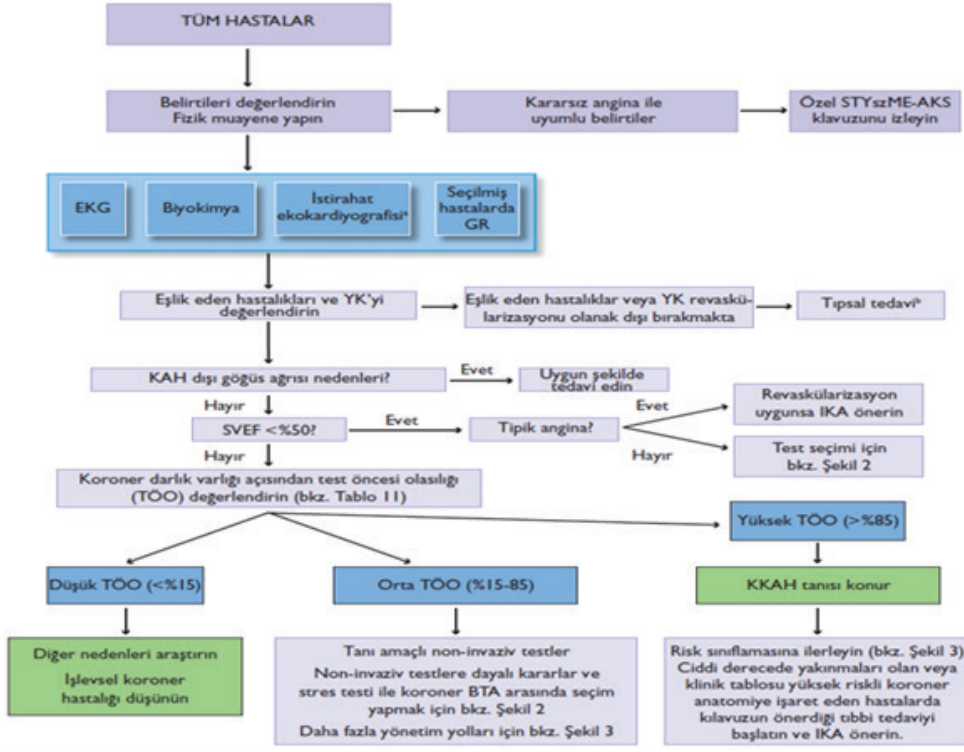 TÜM HASTALAR
Belirtileri değerlendirin
Fizik muayene yapın
Kararsız angina ile
uyumlu belirtiler
Özel STYszME-AKS
klavuzunu izleyin
EKG
Biyokimya
İstirahat
ekokardiyografisiᵃ
Seçilmiş
hastalarda
GR
Eşlik eden hastalıkları ve YK'yi
değerlendirin
Eşlik eden hastalıklar veya YK revaskü-
larizasyonu olanak dışı bırakmakta
Tıpsal tedaviᵇ
KAH dışı göğüs ağrısı nedenleri?
Evet
Uygun şekilde
tedavi edin
Hayır
SVEF <%50?
Evet
Tipik angina?
Evet
Revaskülarizasyon
uygunsa IKA önerin
Hayır
Test seçimi için
bkz. Şekil 2
Hayır
Koroner darlık varlığı açısından test öncesi olasılığı
(TÖO) değerlendirin (bkz. Tablo 11)
Düşük TÖO (<%15)
Orta TÖO (%15-85)
Yüksek TÖO (>%85)
KKAH tanısı konur
Diğer nedenleri araştırın
İşlevsel koroner
hastalığı düşünün
Tanı amaçlı non-invaziv testler
Non-invaziv testlere dayalı kararlar ve
stres testi ile koroner BTA arasında seçim
yapmak için bkz. Şekil 2
Daha fazla yönetim yolları için bkz. Şekil 3
Risk sınıflamasına ilerleyin (bkz. Şekil 3)
Ciddi derecede yakınmaları olan veya
klinik tablosu yüksek riskli koroner
anatomiye işaret eden hastalarda
kılavuzun önerdiği tıbbi tedaviyi
başlatın ve IKA önerin.